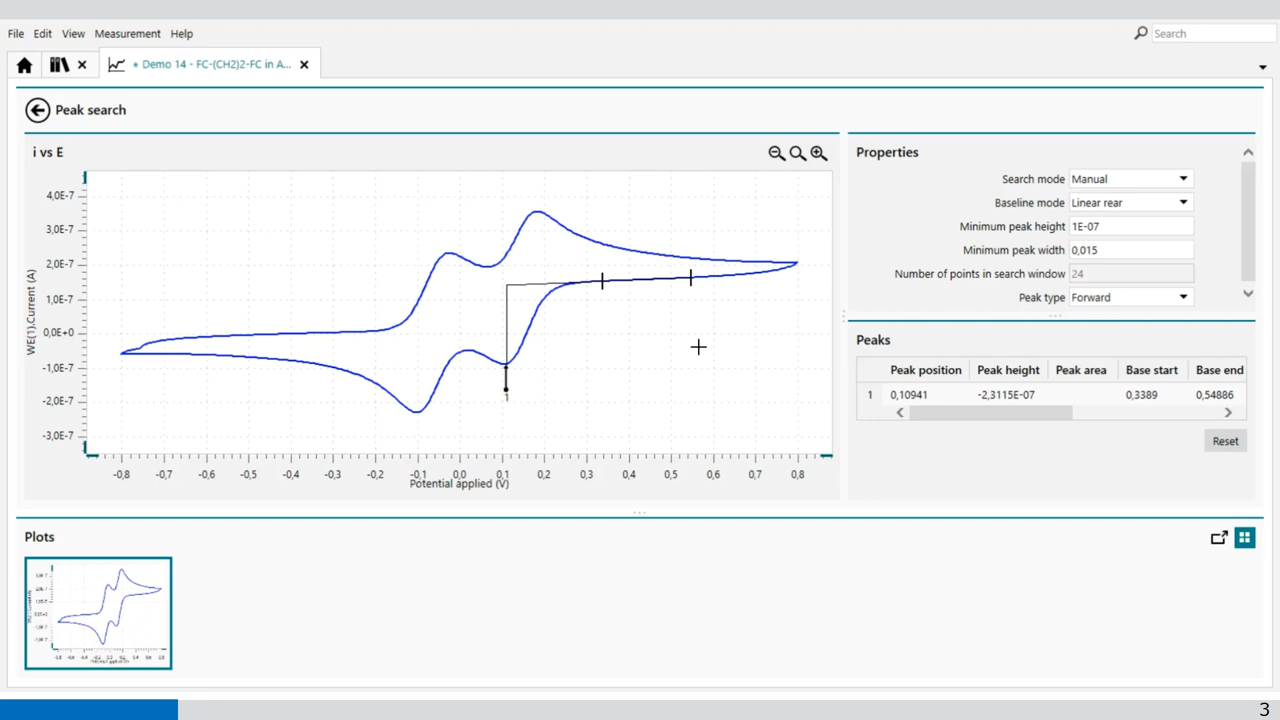 File Edit View Measurement Help Search
* Demo 14 - FC-(CH2)2-FC in A...
Peak search
i vs E
4,0E-7
3,0E-7
2,0E-7
1,0E-7
0,0E+0
-1,0E-7
-2,0E-7
-3,0E-7
WE(1).Current (A)
1
-0,8 -0,7 -0,6 -0,5 -0,4 -0,3 -0,2 -0,1 0,0 0,1 0,2 0,3 0,4 0,5 0,6 0,7 0,8
Potential applied (V)
Properties
Search mode Manual
Baseline mode Linear rear
Minimum peak height 1E-07
Minimum peak width 0,015
Number of points in search window 24
Peak type Forward
Peaks
Peak position Peak height Peak area Base start Base end
1 0,10941 -2,3115E-07 0,3389 0,54886
Reset
Plots
3